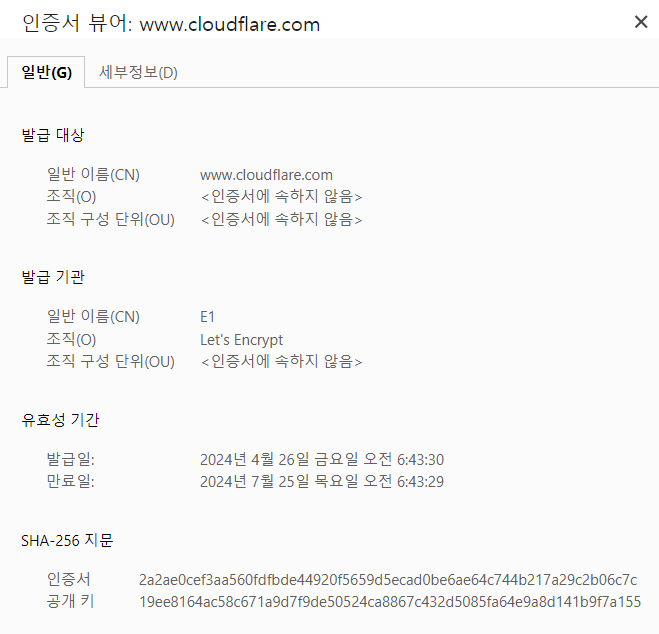 인증서 뷰어: www.cloudflare.com
일반(G) 세부정보(D)
발급 대상
일반 이름(CN) www.cloudflare.com
조직(O) <인증서에 속하지 않음>
조직 구성 단위(OU) <인증서에 속하지 않음>
발급 기관
일반 이름(CN) E1
조직(O) Let's Encrypt
조직 구성 단위(OU) <인증서에 속하지 않음>
유효성 기간
발급일: 2024년 4월 26일 금요일 오전 6:43:30
만료일: 2024년 7월 25일 목요일 오전 6:43:29
SHA-256 지문
인증서 2a2ae0cef3aa560fdfbde44920f5659d5ecad0be6ae64c744b217a29c2b06c7c
공개 키 19ee8164ac58c671a9d7f9de50524ca8867c432d5085fa64e9a8d141b9f7a155